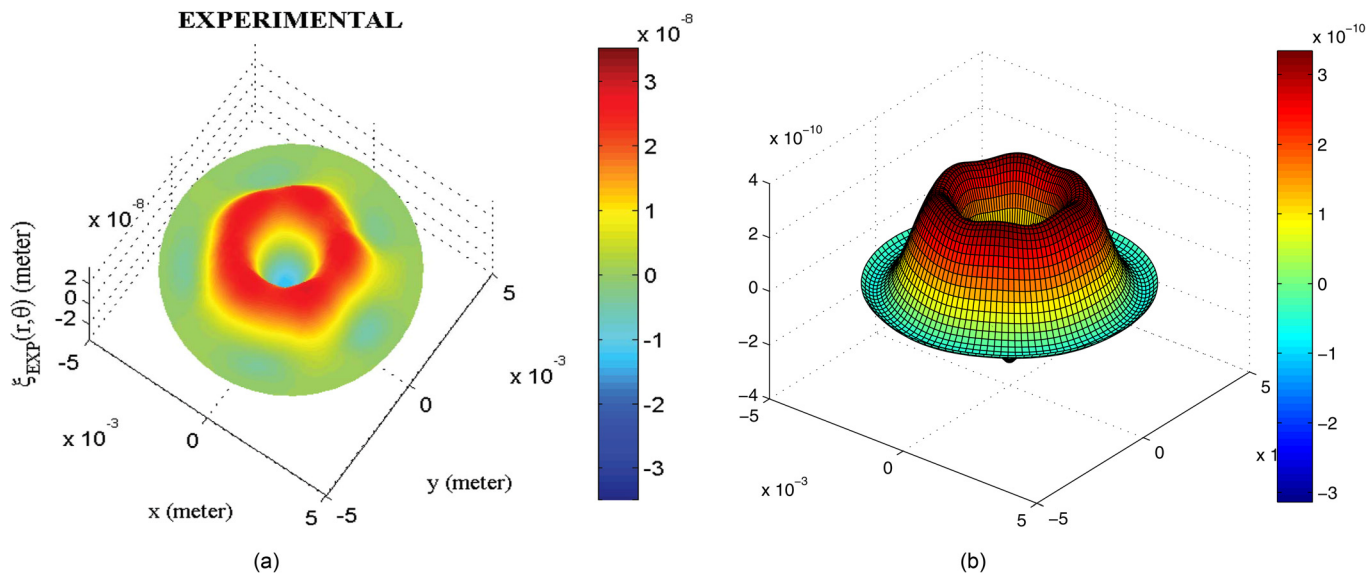 EXPERIMENTAL
x 10^-8
3
2
1
0
-1
-2
-3
x 10^-8
ξEXP(r,θ) (meter)
2
0
-2
-5
x 10^-3
0
x (meter)
5
-5
y (meter)
0
x 10^-3
5
(a)
x 10^-10
3
2
1
0
−1
−2
−3
x 10^-10
4
2
0
−2
−4
−5
x 10^-3
0
5
−5
0
x 1
5
(b)